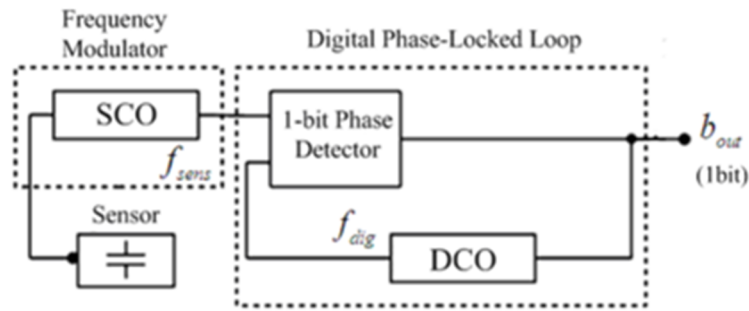 Frequency
Modulator
Digital Phase-Locked Loop
SCO
1-bit Phase
Detector
b_out
(1bit)
f_sens
Sensor
f_dig
DCO